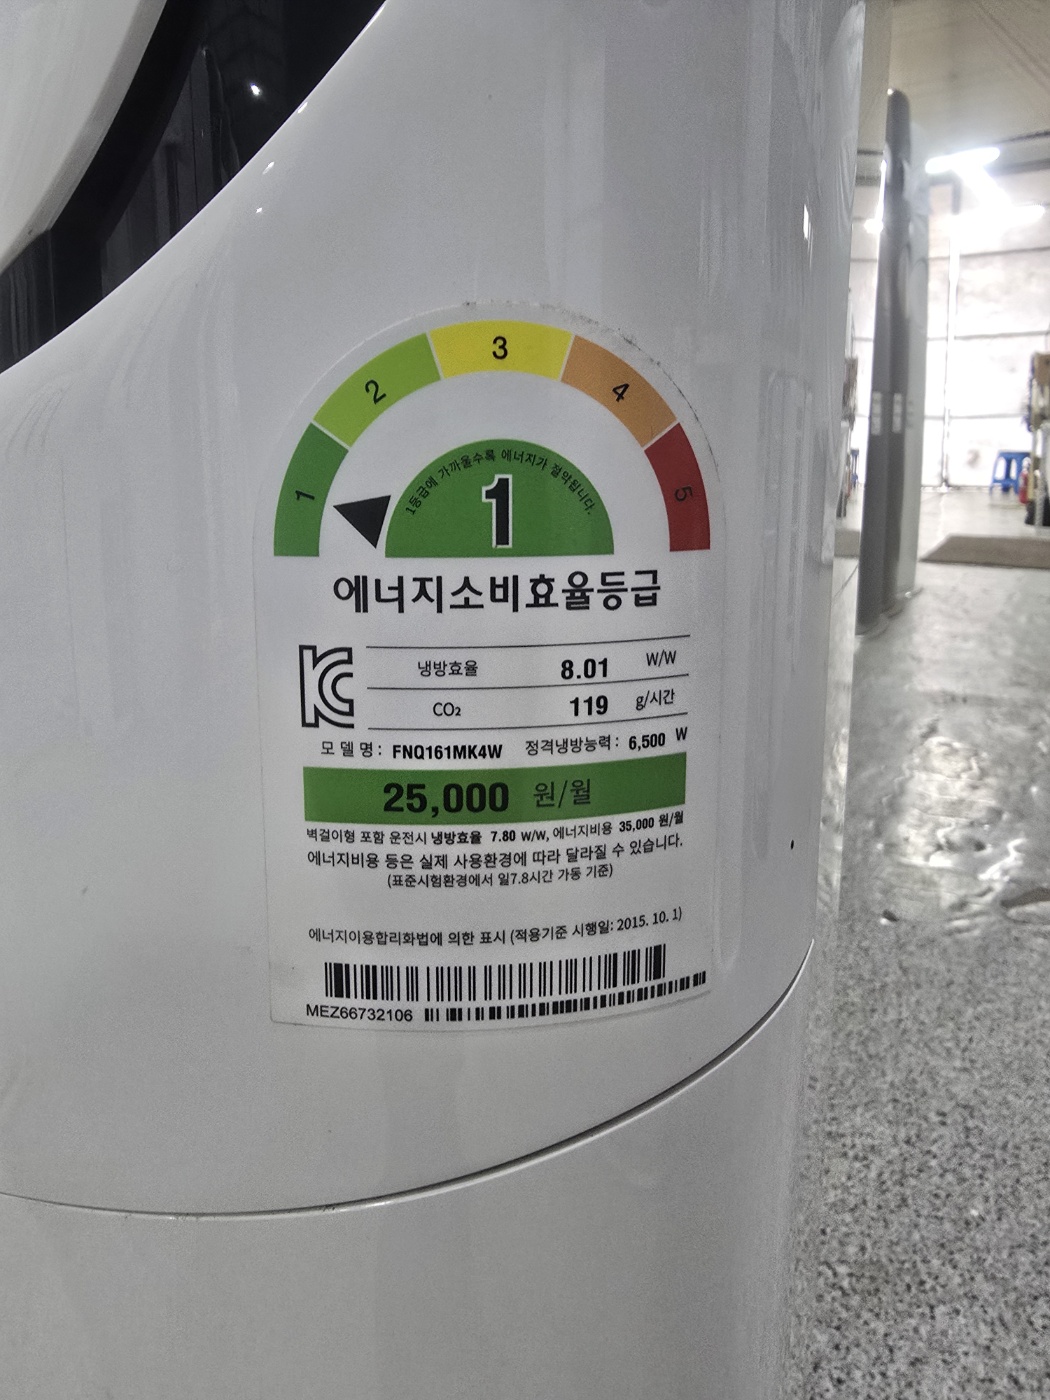 1 2 3 4 5
1등급에 가까울수록 에너지가 절약됩니다.
1
에너지소비효율등급
냉방효율 8.01 W/W
CO₂ 119 g/시간
모델명: FNQ161MK4W 정격냉방능력: 6,500 W
25,000 원/월
벽걸이형 포함 운전시 냉방효율 7.80 W/W, 에너지비용 35,000 원/월
에너지비용 등은 실제 사용환경에 따라 달라질 수 있습니다.
(표준시험환경에서 일7.8시간 가동 기준)
에너지이용합리화법에 의한 표시 (적용기준 시행일: 2015. 10. 1)
MEZ66732106